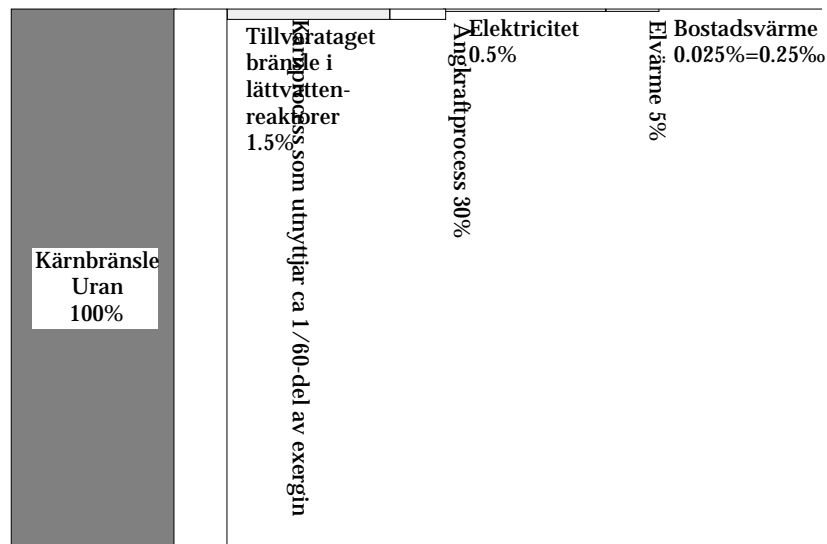 Kärnbränsle
Uran
100%
Kärnprocess som utnyttjar ca 1/60-del av exergin
Tillvarataget
bränsle i
lättvatten-
reaktorer
1.5%
Ångkraftprocess 30%
Elektricitet
0.5%
Elvärme 5%
Bostadsvärme
0.025%=0.25‰